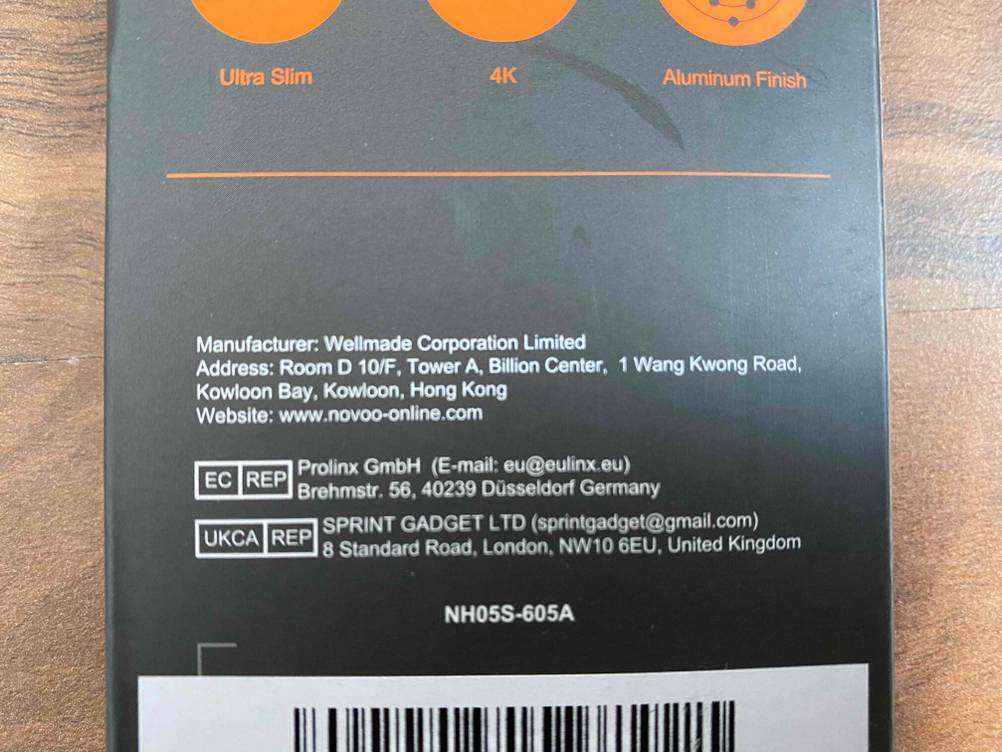 Ultra Slim
4K
Aluminum Finish
Manufacturer: Wellmade Corporation Limited
Address: Room D 10/F, Tower A, Billion Center, 1 Wang Kwong Road,
Kowloon Bay, Kowloon, Hong Kong
Website: www.novoo-online.com
EC REP
Prolinx GmbH (E-mail: eu@eulinx.eu)
Brehmstr. 56, 40239 Düsseldorf Germany
UKCA REP
SPRINT GADGET LTD (sprintgadget@gmail.com)
8 Standard Road, London, NW10 6EU, United Kingdom
NH05S-605A